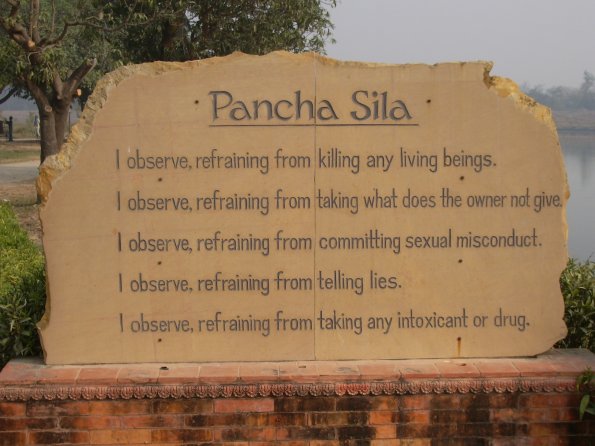 Pancha Sila
I observe, refraining from killing any living beings.
I observe, refraining from taking what does the owner not give.
I observe, refraining from committing sexual misconduct.
I observe, refraining from telling lies.
I observe, refraining from taking any intoxicant or drug.